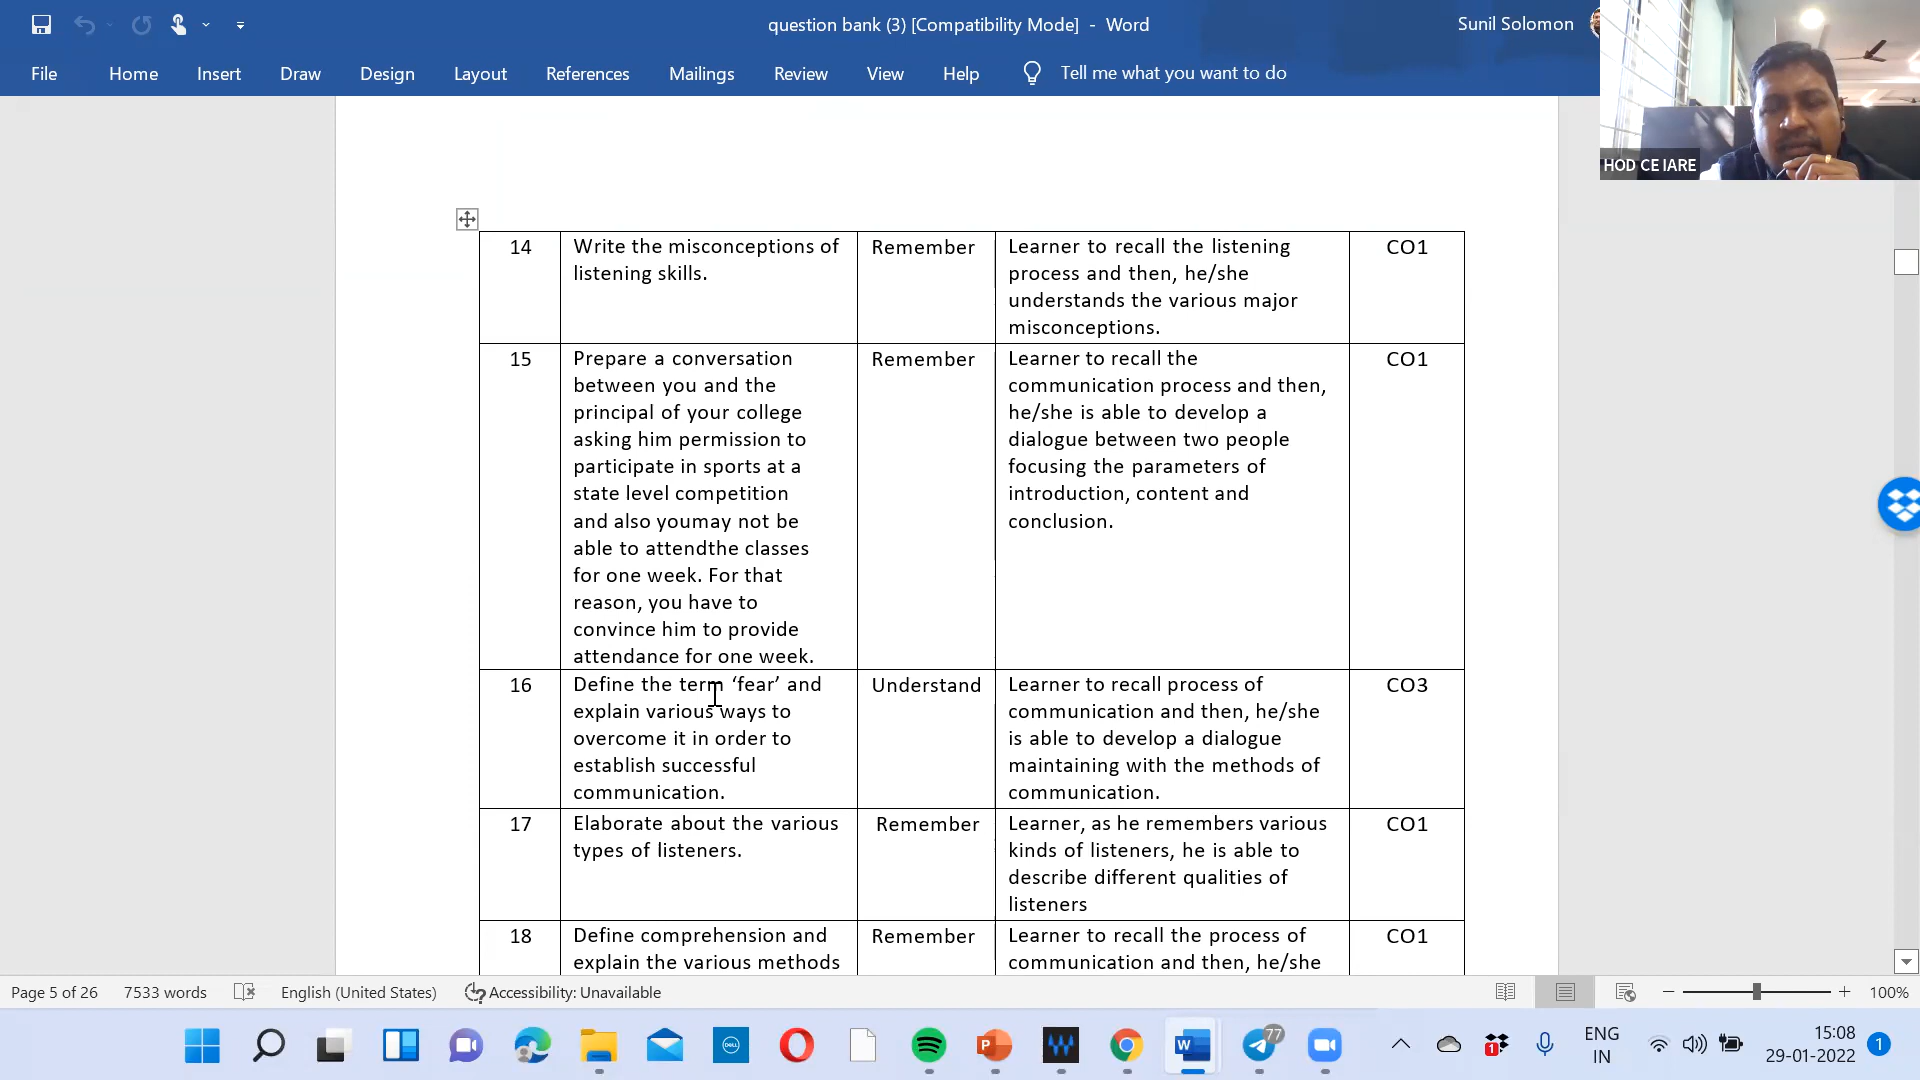 question bank (3) [Compatibility Mode] - Word
Sunil Solomon
File Home Insert Draw Design Layout References Mailings Review View Help Tell me what you want to do
HOD CE IARE
14 Write the misconceptions of Remember Learner to recall the listening CO1
listening skills. process and then, he/she
understands the various major
misconceptions.
15 Prepare a conversation Remember Learner to recall the CO1
between you and the communication process and then,
principal of your college he/she is able to develop a
asking him permission to dialogue between two people
participate in sports at a focusing the parameters of
state level competition introduction, content and
and also youmay not be conclusion.
able to attendthe classes
for one week. For that
reason, you have to
convince him to provide
attendance for one week.
16 Define the term ‘fear’ and Understand Learner to recall process of CO3
explain various ways to communication and then, he/she
overcome it in order to is able to develop a dialogue
establish successful maintaining with the methods of
communication. communication.
17 Elaborate about the various Remember Learner, as he remembers various CO1
types of listeners. kinds of listeners, he is able to
describe different qualities of
listeners
18 Define comprehension and Remember Learner to recall the process of CO1
explain the various methods communication and then, he/she
Page 5 of 26 7533 words English (United States) Accessibility: Unavailable 100%
DELL
P
W
77
1
ENG
IN
15:08
29-01-2022
1